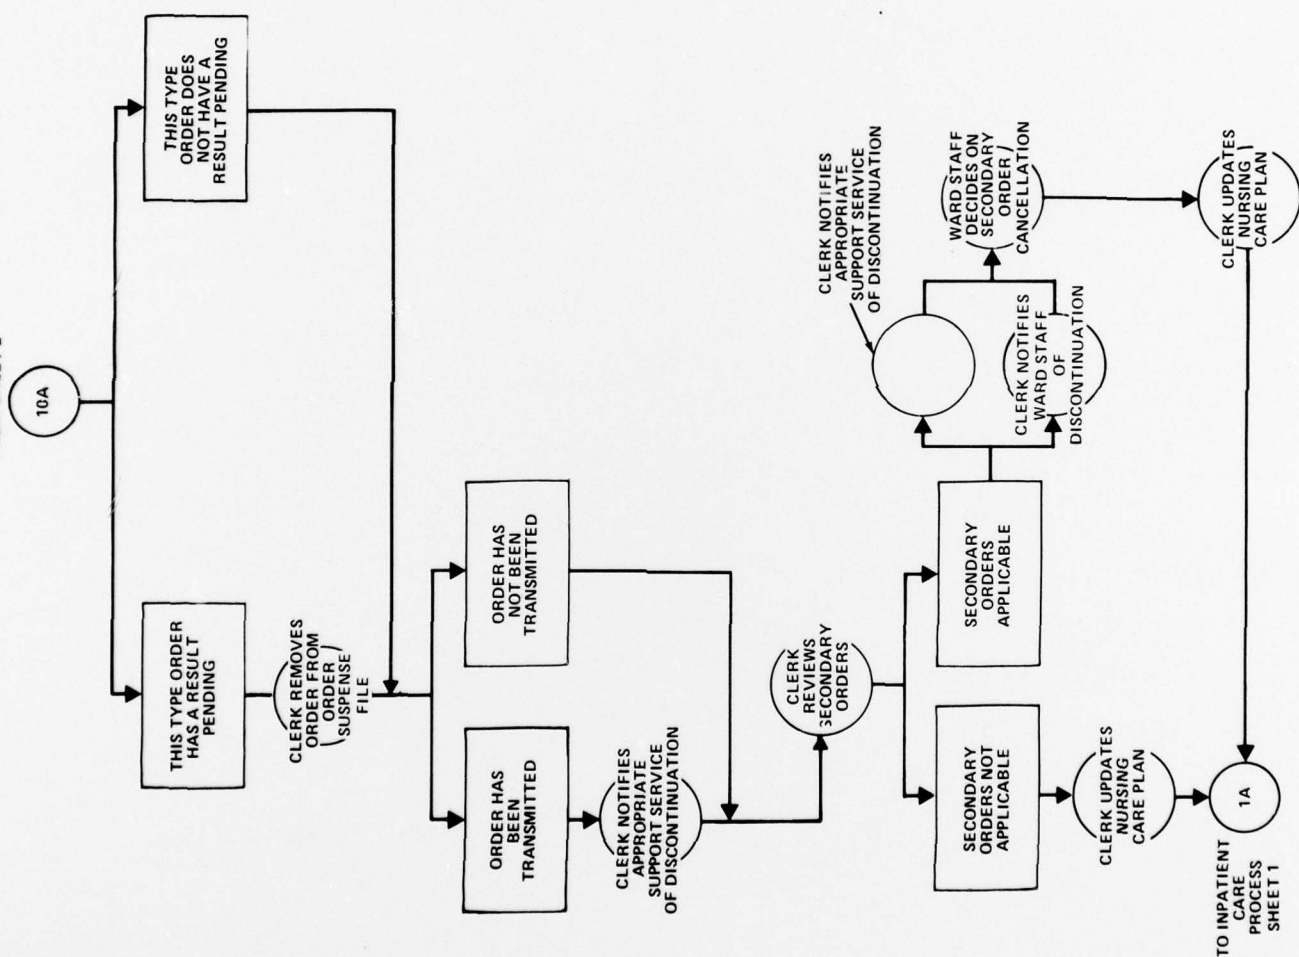 10A
THIS TYPE ORDER
HAS A RESULT
PENDING
THIS TYPE
ORDER DOES
NOT HAVE A
RESULT PENDING
CLERK REMOVES
ORDER FROM
ORDER
SUSPENSE
FILE
ORDER HAS
BEEN
TRANSMITTED
ORDER HAS
NOT BEEN
TRANSMITTED
CLERK NOTIFIES
APPROPRIATE
SUPPORT SERVICE
OF DISCONTINUATION
CLERK
REVIEWS
SECONDARY
ORDERS
SECONDARY
ORDERS NOT
APPLICABLE
SECONDARY
ORDERS
APPLICABLE
CLERK NOTIFIES
APPROPRIATE
SUPPORT SERVICE
OF DISCONTINUATION
CLERK NOTIFIES
WARD STAFF
OF
DISCONTINUATION
WARD STAFF
DECIDES ON
SECONDARY
ORDER
CANCELLATION
CLERK UPDATES
NURSING
CARE PLAN
CLERK UPDATES
NURSING
CARE PLAN
1A
TO INPATIENT
CARE
PROCESS
SHEET 1